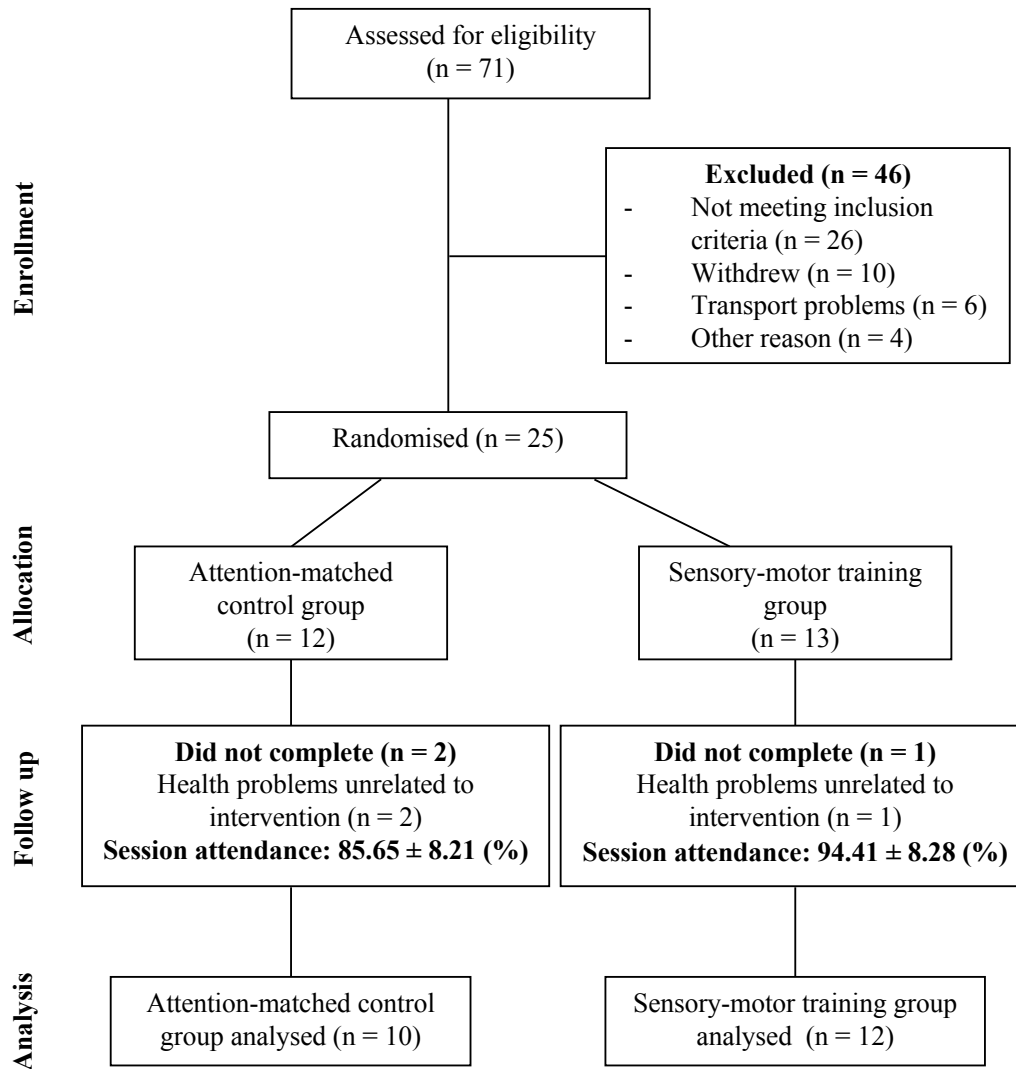 Assessed for eligibility
(n = 71)
Enrollment
Excluded (n = 46)
- Not meeting inclusion
criteria (n = 26)
- Withdrew (n = 10)
- Transport problems (n = 6)
- Other reason (n = 4)
Randomised (n = 25)
Allocation
Attention-matched
control group
(n = 12)
Sensory-motor training
group
(n = 13)
Follow up
Did not complete (n = 2)
Health problems unrelated to
intervention (n = 2)
Session attendance: 85.65 ± 8.21 (%)
Did not complete (n = 1)
Health problems unrelated to
intervention (n = 1)
Session attendance: 94.41 ± 8.28 (%)
Analysis
Attention-matched control
group analysed (n = 10)
Sensory-motor training group
analysed (n = 12)